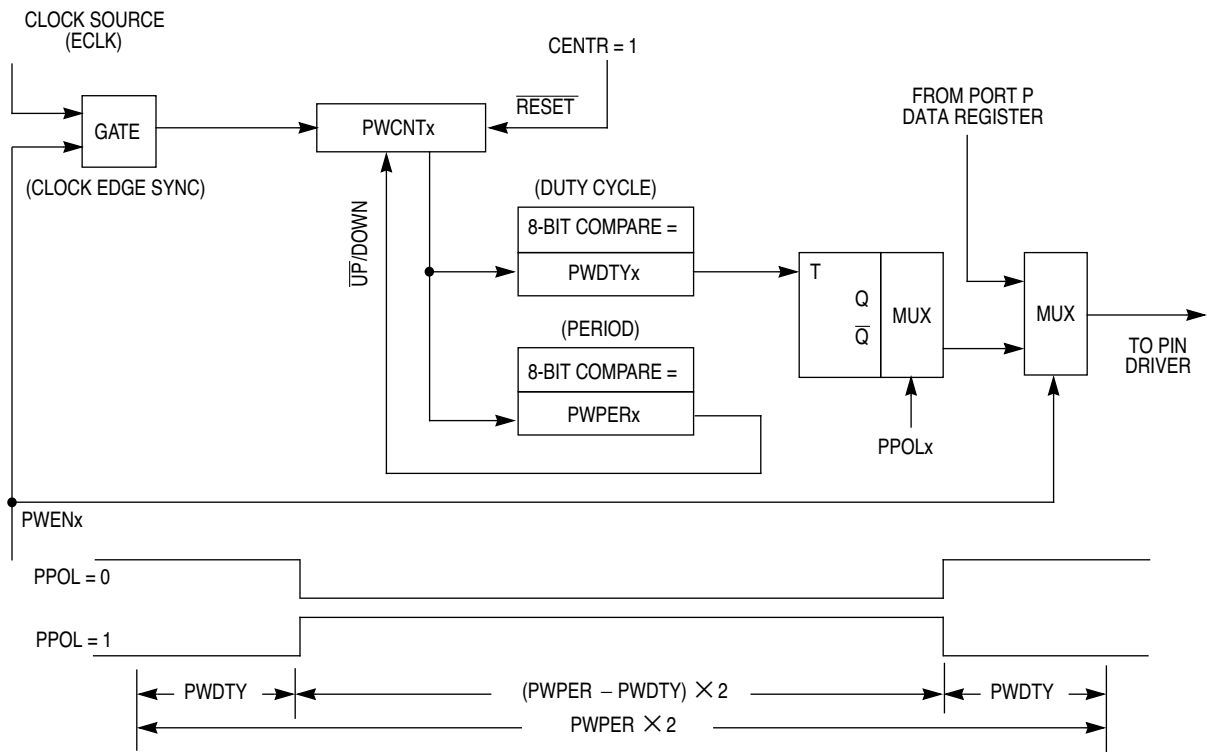 CLOCK SOURCE
(ECLK)
CENTR = 1
RESET
FROM PORT P
DATA REGISTER
GATE
PWCNTx
(CLOCK EDGE SYNC)
UP/DOWN
(DUTY CYCLE)
8-BIT COMPARE =
PWDTYx
(PERIOD)
8-BIT COMPARE =
PWPERx
T
Q
Q
MUX
PPOLx
MUX
TO PIN
DRIVER
PWENx
PPOL = 0
PPOL = 1
PWDTY
(PWPER – PWDTY) × 2
PWDTY
PWPER × 2